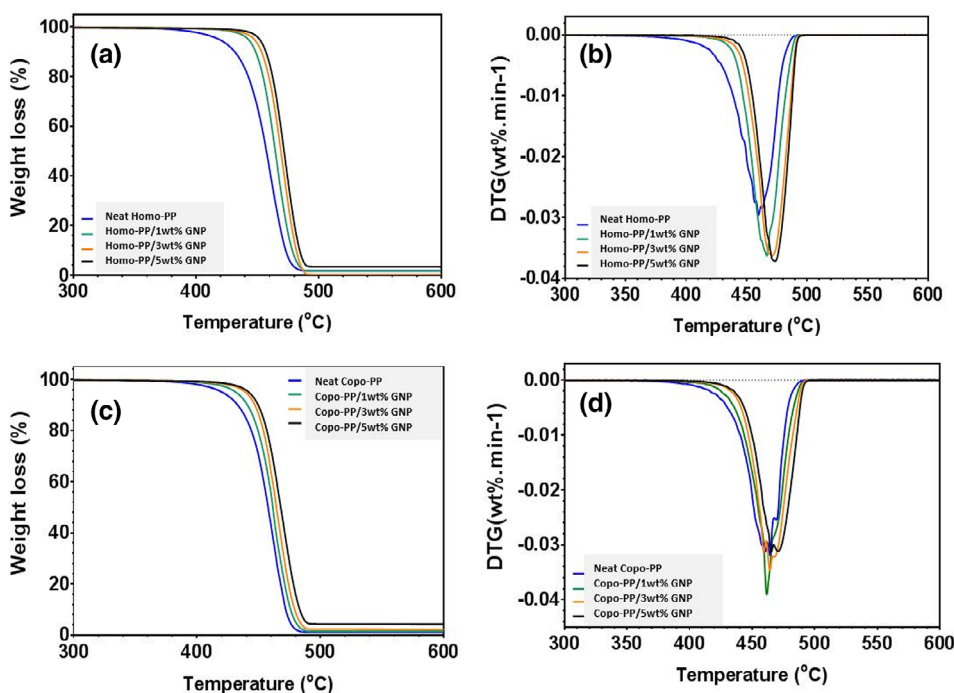 (a)
Weight loss (%)
100
80
60
40
20
0
Neat Homo-PP
Homo-PP/1wt% GNP
Homo-PP/3wt% GNP
Homo-PP/5wt% GNP
300 400 500 600
Temperature (°C)
(b)
DTG(wt%.min-1)
0.00
-0.01
-0.02
-0.03
-0.04
Neat Homo-PP
Homo-PP/1wt% GNP
Homo-PP/3wt% GNP
Homo-PP/5wt% GNP
300 350 400 450 500 550 600
Temperature (°C)
(c)
Weight loss (%)
100
80
60
40
20
0
Neat Copo-PP
Copo-PP/1wt% GNP
Copo-PP/3wt% GNP
Copo-PP/5wt% GNP
300 400 500 600
Temperature (°C)
(d)
DTG(wt%.min-1)
0.00
-0.01
-0.02
-0.03
-0.04
Neat Copo-PP
Copo-PP/1wt% GNP
Copo-PP/3wt% GNP
Copo-PP/5wt% GNP
300 350 400 450 500 550 600
Temperature (°C)